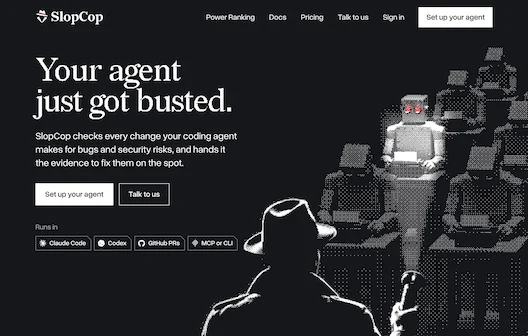 SlopCop
Power Ranking
Docs
Pricing
Talk to us
Sign in
Set up your agent
Your agent
just got busted.
SlopCop checks every change your coding agent
makes for bugs and security risks, and hands it
the evidence to fix them on the spot.
Set up your agent
Talk to us
Runs in
Claude Code
Codex
GitHub PRs
MCP or CLI